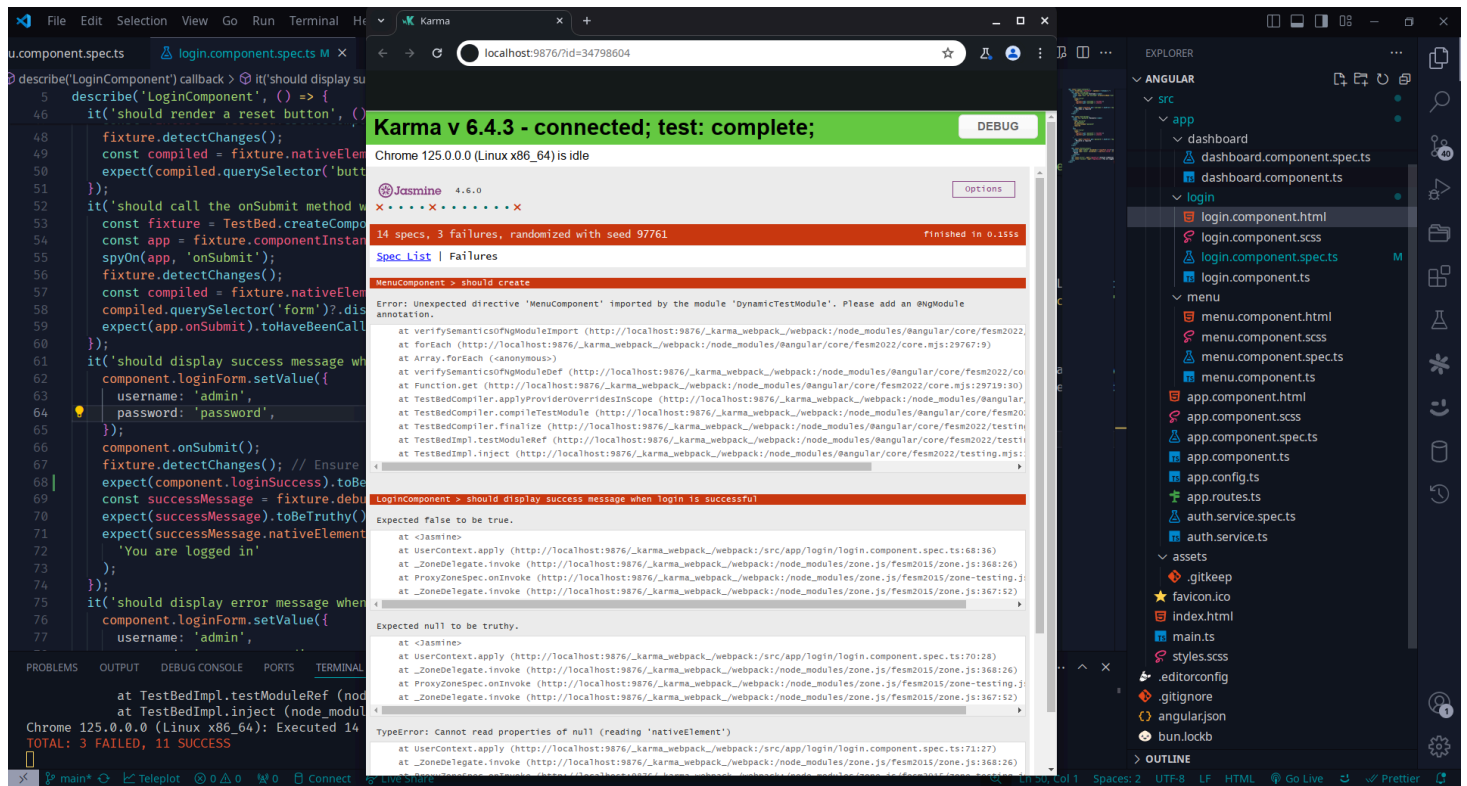 File Edit Selection View Go Run Terminal He
Karma
u.component.spec.ts
login.component.spec.ts M
localhost:9876/?id=34798604
describe('LoginComponent') callback > it('should display su
5 describe('LoginComponent', () => {
46 it('should render a reset button', ()
48 fixture.detectChanges();
49 const compiled = fixture.nativeElem
50 expect(compiled.querySelector('butt
51 });
52 it('should call the onSubmit method w
53 const fixture = TestBed.createCompo
54 const app = fixture.componentInstan
55 spyOn(app, 'onSubmit');
56 fixture.detectChanges();
57 const compiled = fixture.nativeElem
58 compiled.querySelector('form')?.dis
59 expect(app.onSubmit).toHaveBeenCall
60 });
61 it('should display success message wh
62 component.loginForm.setValue({
63 username: 'admin',
64 password: 'password',
65 });
66 component.onSubmit();
67 fixture.detectChanges(); // Ensure
68 expect(component.loginSuccess).toBe
69 const successMessage = fixture.debu
70 expect(successMessage).toBeTruthy()
71 expect(successMessage.nativeElement
72 'You are logged in'
73 );
74 });
75 it('should display error message when
76 component.loginForm.setValue({
77 username: 'admin',
PROBLEMS OUTPUT DEBUG CONSOLE PORTS TERMINAL
at TestBedImpl.testModuleRef (nod
at TestBedImpl.inject (node_modul
Chrome 125.0.0.0 (Linux x86_64): Executed 14
TOTAL: 3 FAILED, 11 SUCCESS
Karma v 6.4.3 - connected; test: complete;
DEBUG
Chrome 125.0.0.0 (Linux x86_64) is idle
Jasmine 4.6.0
Options
14 specs, 3 failures, randomized with seed 97761
finished in 0.155s
Spec List | Failures
MenuComponent > should create
Error: Unexpected directive 'MenuComponent' imported by the module 'DynamicTestModule'. Please add an @NgModule
annotation.
at verifySemanticsOfNgModuleImport (http://localhost:9876/_karma_webpack_/webpack:/node_modules/@angular/core/fesm2022
at forEach (http://localhost:9876/_karma_webpack_/webpack:/node_modules/@angular/core/fesm2022/core.mjs:29767:9)
at Array.forEach (<anonymous>)
at verifySemanticsOfNgModuleDef (http://localhost:9876/_karma_webpack_/webpack:/node_modules/@angular/core/fesm2022/co
at Function.get (http://localhost:9876/_karma_webpack_/webpack:/node_modules/@angular/core/fesm2022/core.mjs:29719:30)
at TestBedCompiler.applyProviderOverridesInScope (http://localhost:9876/_karma_webpack_/webpack:/node_modules/@angular
at TestBedCompiler.compileTestModule (http://localhost:9876/_karma_webpack_/webpack:/node_modules/@angular/core/fesm20
at TestBedCompiler.finalize (http://localhost:9876/_karma_webpack_/webpack:/node_modules/@angular/core/fesm2022/testin
at TestBedImpl.testModuleRef (http://localhost:9876/_karma_webpack_/webpack:/node_modules/@angular/core/fesm2022/testi
at TestBedImpl.inject (http://localhost:9876/_karma_webpack_/webpack:/node_modules/@angular/core/fesm2022/testing.mjs:
LoginComponent > should display success message when login is successful
Expected false to be true.
at <Jasmine>
at UserContext.apply (http://localhost:9876/_karma_webpack_/webpack:/src/app/login/login.component.spec.ts:68:36)
at _ZoneDelegate.invoke (http://localhost:9876/_karma_webpack_/webpack:/node_modules/zone.js/fesm2015/zone.js:368:26)
at ProxyZoneSpec.onInvoke (http://localhost:9876/_karma_webpack_/webpack:/node_modules/zone.js/fesm2015/zone-testing.j
at _ZoneDelegate.invoke (http://localhost:9876/_karma_webpack_/webpack:/node_modules/zone.js/fesm2015/zone.js:367:52)
Expected null to be truthy.
at <Jasmine>
at UserContext.apply (http://localhost:9876/_karma_webpack_/webpack:/src/app/login/login.component.spec.ts:70:28)
at _ZoneDelegate.invoke (http://localhost:9876/_karma_webpack_/webpack:/node_modules/zone.js/fesm2015/zone.js:368:26)
at ProxyZoneSpec.onInvoke (http://localhost:9876/_karma_webpack_/webpack:/node_modules/zone.js/fesm2015/zone-testing.j
at _ZoneDelegate.invoke (http://localhost:9876/_karma_webpack_/webpack:/node_modules/zone.js/fesm2015/zone.js:367:52)
TypeError: Cannot read properties of null (reading 'nativeElement')
at UserContext.apply (http://localhost:9876/_karma_webpack_/webpack:/src/app/login/login.component.spec.ts:71:27)
at _ZoneDelegate.invoke (http://localhost:9876/_karma_webpack_/webpack:/node_modules/zone.js/fesm2015/zone.js:368:26)
EXPLORER
ANGULAR
src
app
dashboard
dashboard.component.spec.ts
dashboard.component.ts
login
login.component.html
login.component.scss
login.component.spec.ts M
login.component.ts
menu
menu.component.html
menu.component.scss
menu.component.spec.ts
menu.component.ts
app.component.html
app.component.scss
app.component.spec.ts
app.component.ts
app.config.ts
app.routes.ts
auth.service.spec.ts
auth.service.ts
assets
.gitkeep
favicon.ico
index.html
main.ts
styles.scss
.editorconfig
.gitignore
angular.json
bun.lockb
OUTLINE
40
1
main* Teleplot 0 0 0 Connect Live Share
Ln 50, Col 1 Spaces: 2 UTF-8 LF HTML Go Live Prettier